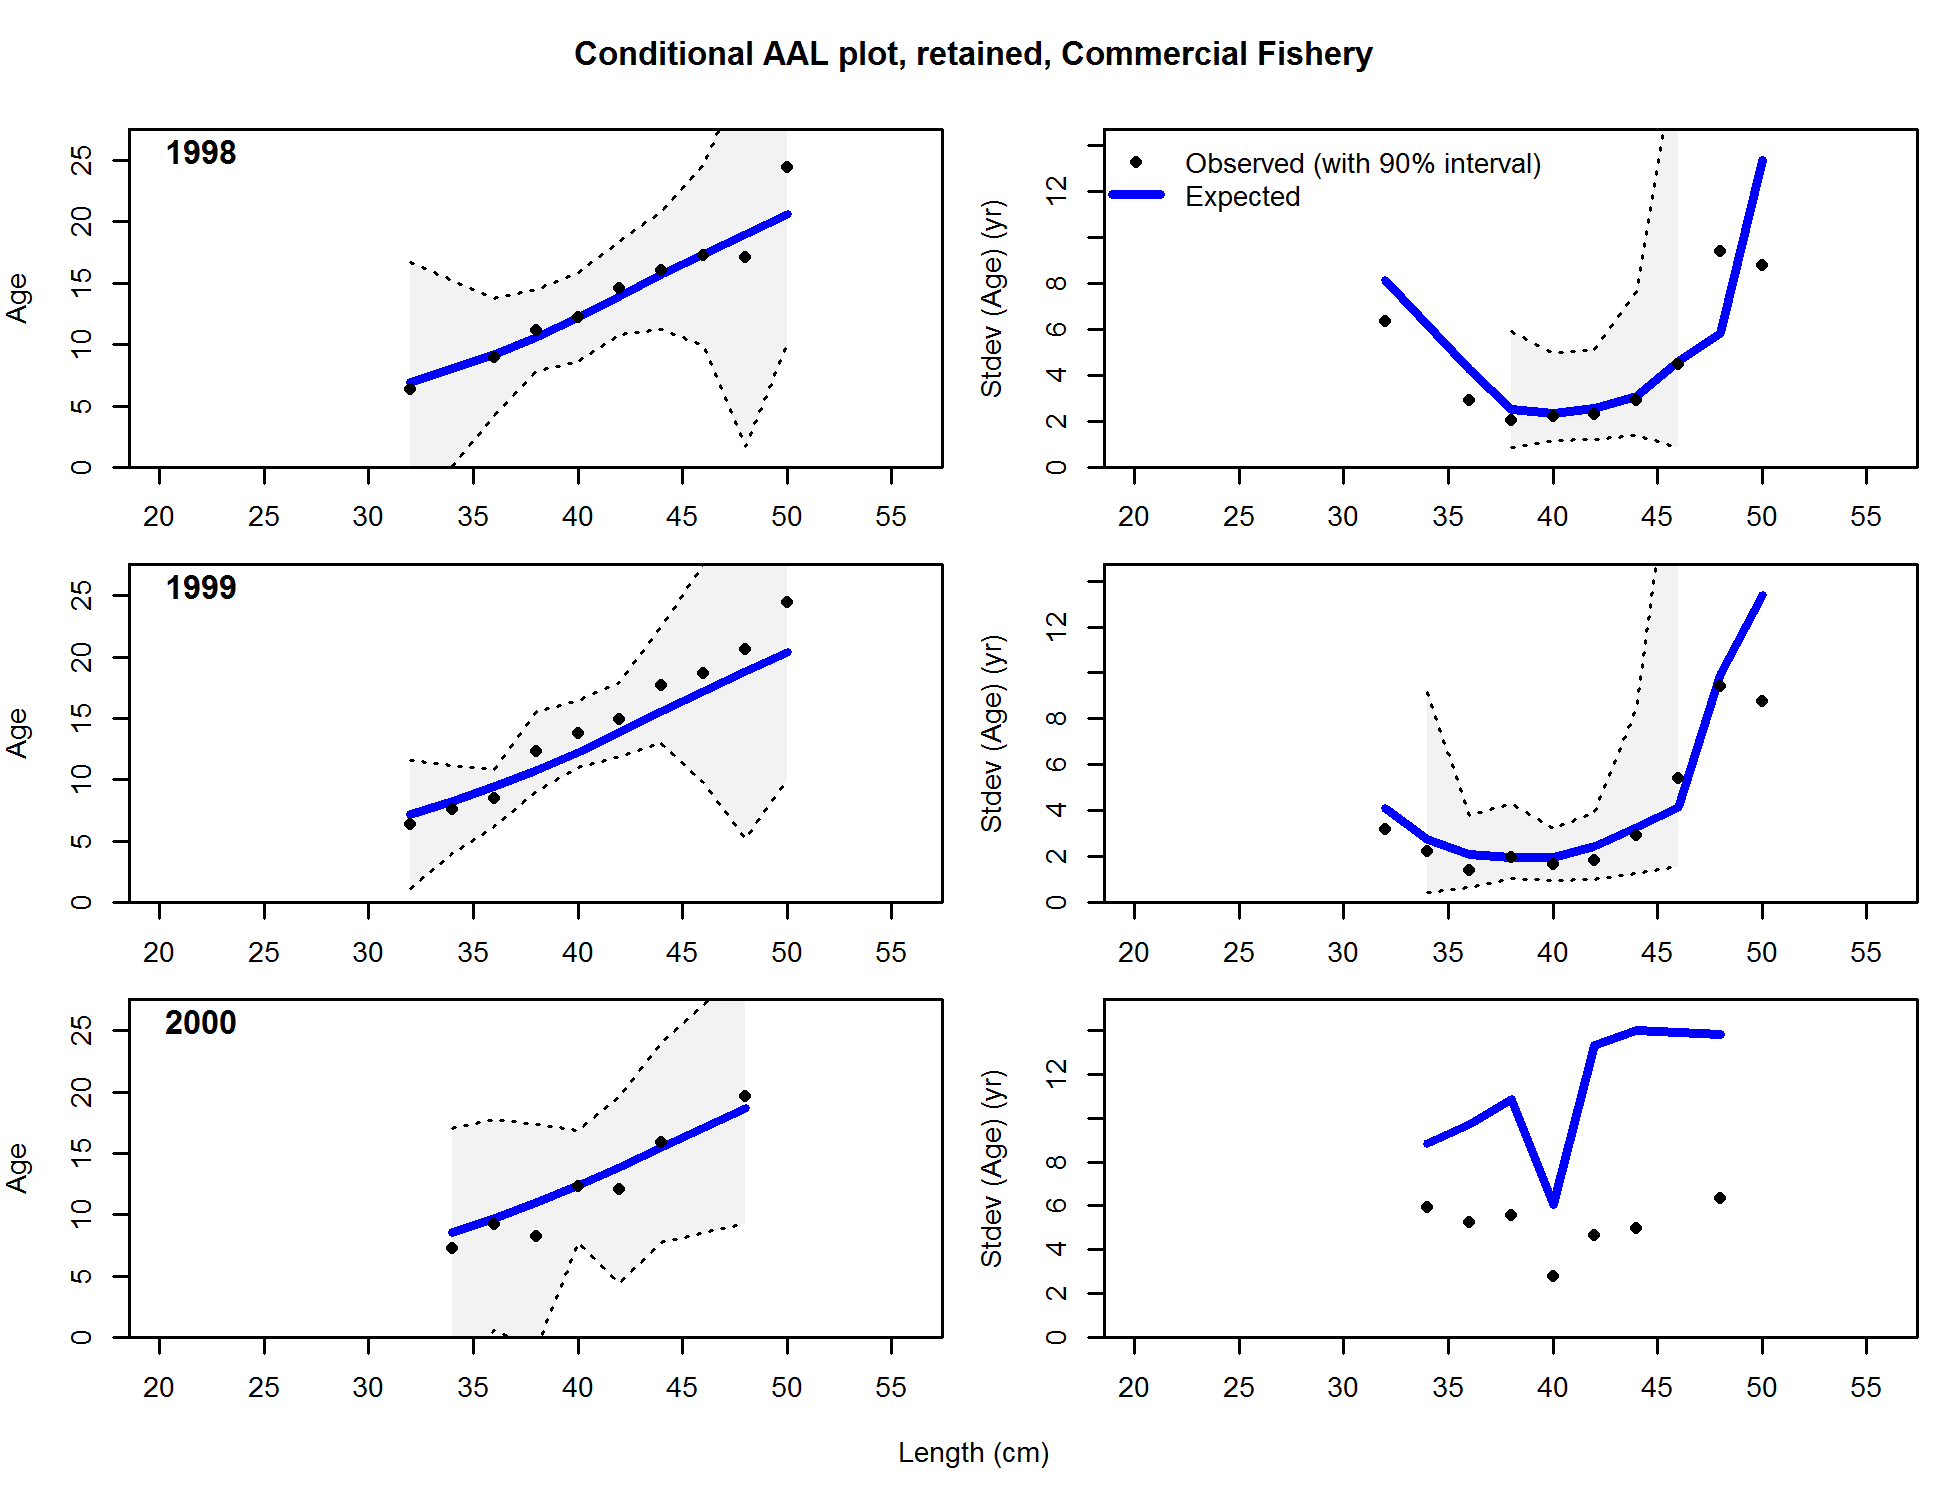 Conditional AAL plot, retained, Commercial Fishery
1998
Age
0 5 10 15 20 25
20 25 30 35 40 45 50 55
Observed (with 90% interval)
Expected
Stdev (Age) (yr)
0 2 4 6 8 12
20 25 30 35 40 45 50 55
1999
Age
0 5 10 15 20 25
20 25 30 35 40 45 50 55
Stdev (Age) (yr)
0 2 4 6 8 12
20 25 30 35 40 45 50 55
2000
Age
0 5 10 15 20 25
20 25 30 35 40 45 50 55
Stdev (Age) (yr)
0 2 4 6 8 12
20 25 30 35 40 45 50 55
Length (cm)